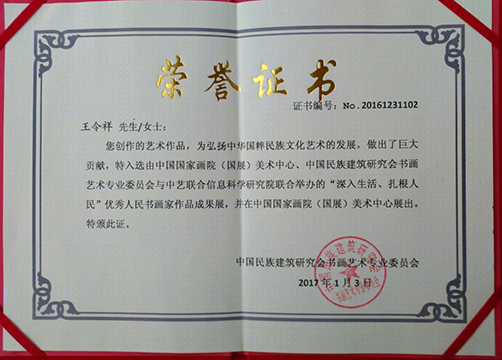 荣誉证书
证书编号：No.20161231102
王令祥 先生/女士：
您创作的艺术作品，为弘扬中华国粹民族文化艺术的发展，做出了巨大
贡献，特入选由中国国家画院（国展）美术中心、中国民族建筑研究会书画
艺术专业委员会与中艺联合信息科学研究院联合举办的“深入生活、扎根人
民”优秀人民书画家作品成果展，并在中国国家画院（国展）美术中心展出。
特颁此证。
中国民族建筑研究会书画艺术专业委员会
2017年1月3日